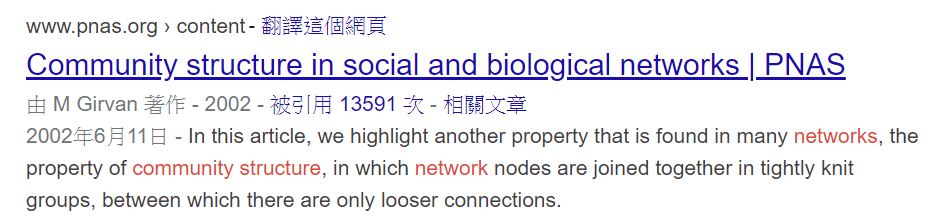 www.pnas.org › content - 翻譯這個網頁
Community structure in social and biological networks | PNAS
由 M Girvan 著作 - 2002 - 被引用 13591 次 - 相關文章
2002年6月11日 - In this article, we highlight another property that is found in many networks, the
property of community structure, in which network nodes are joined together in tightly knit
groups, between which there are only looser connections.